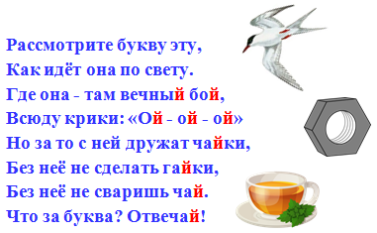 Рассмотрите букву эту,
Как идёт она по свету.
Где она - там вечный бой,
Всюду крики: «Ой - ой - ой»
Но за то с ней дружат чайки,
Без неё не сделать гайки,
Без неё не сваришь чай.
Что за буква? Отвечай!